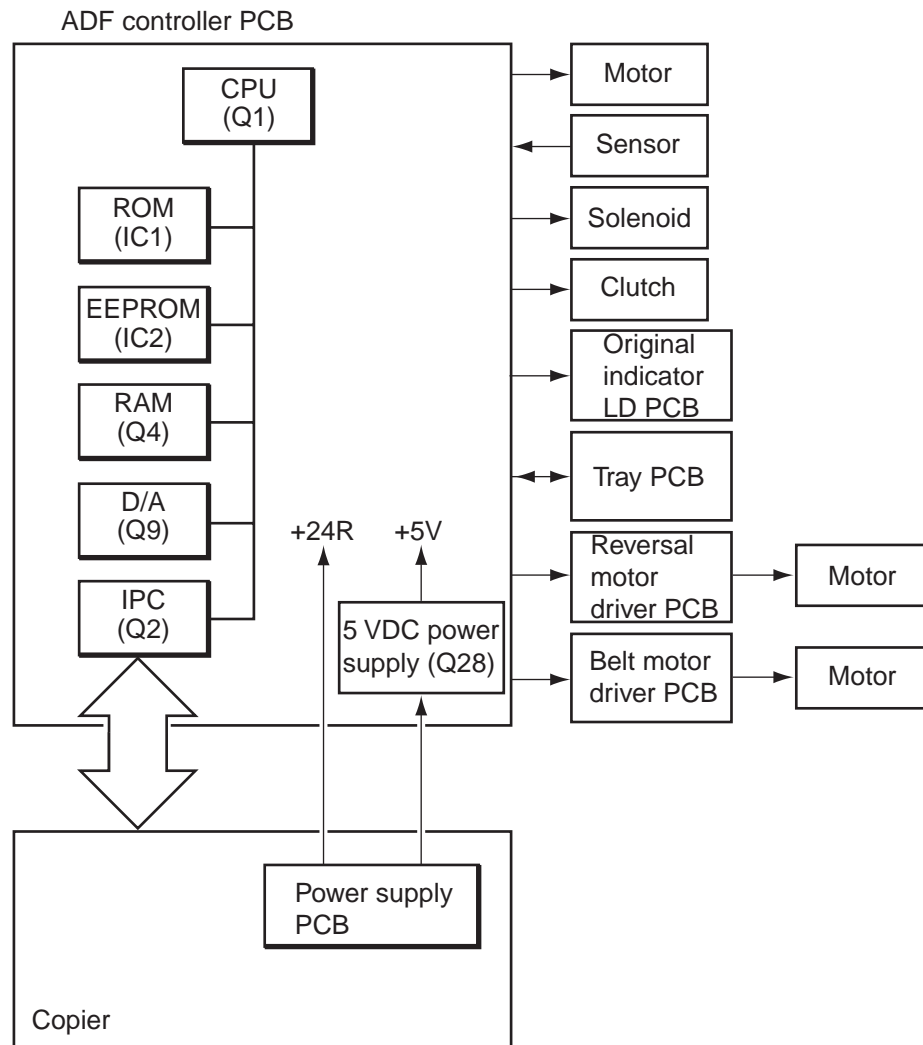 ADF controller PCB
CPU
(Q1)
ROM
(IC1)
EEPROM
(IC2)
RAM
(Q4)
D/A
(Q9)
IPC
(Q2)
+24R
+5V
5 VDC power
supply (Q28)
Motor
Sensor
Solenoid
Clutch
Original
indicator
LD PCB
Tray PCB
Reversal
motor
driver PCB
Motor
Belt motor
driver PCB
Motor
Power supply
PCB
Copier